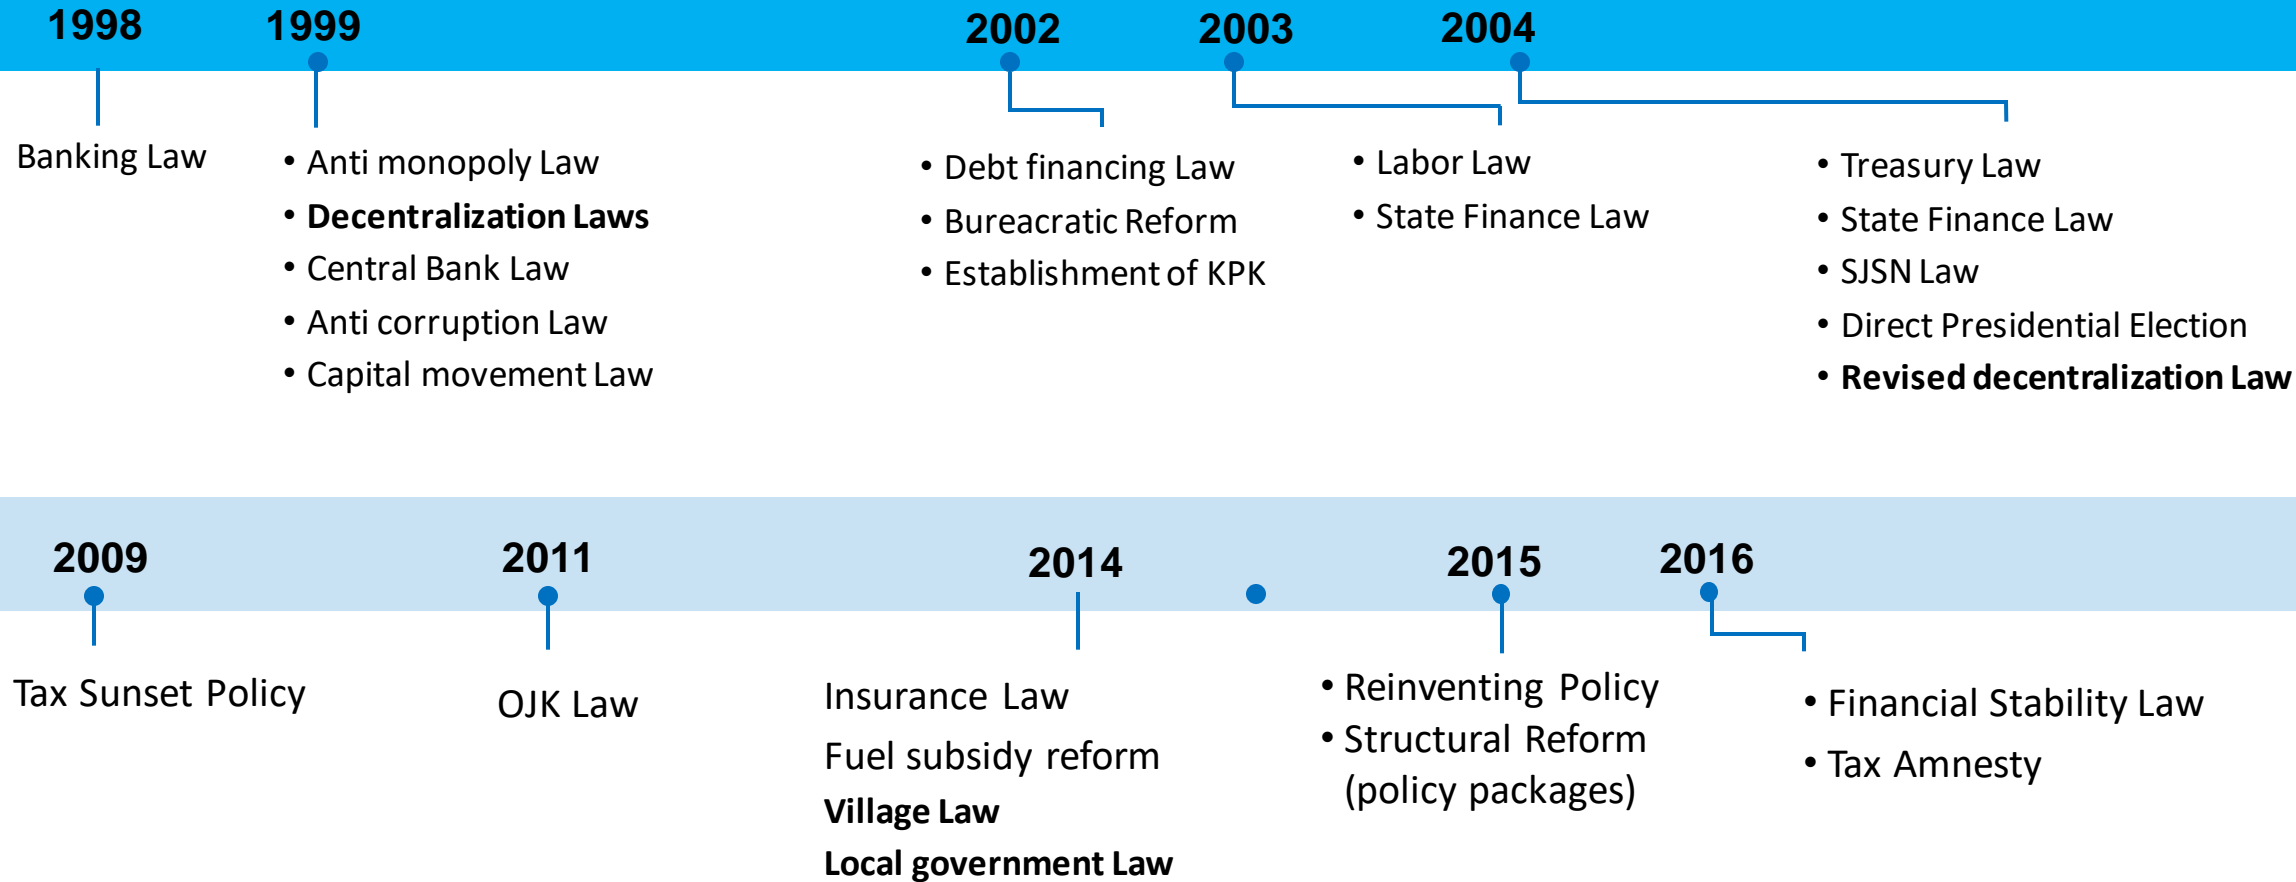 1998
1999
2002
2003
2004
Banking Law
• Anti monopoly Law
• Decentralization Laws
• Central Bank Law
• Anti corruption Law
• Capital movement Law
• Debt financing Law
• Bureacratic Reform
• Establishment of KPK
• Labor Law
• State Finance Law
• Treasury Law
• State Finance Law
• SJSN Law
• Direct Presidential Election
• Revised decentralization Law
2009
2011
2014
2015
2016
Tax Sunset Policy
OJK Law
Insurance Law
Fuel subsidy reform
Village Law
Local government Law
• Reinventing Policy
• Structural Reform
(policy packages)
• Financial Stability Law
• Tax Amnesty